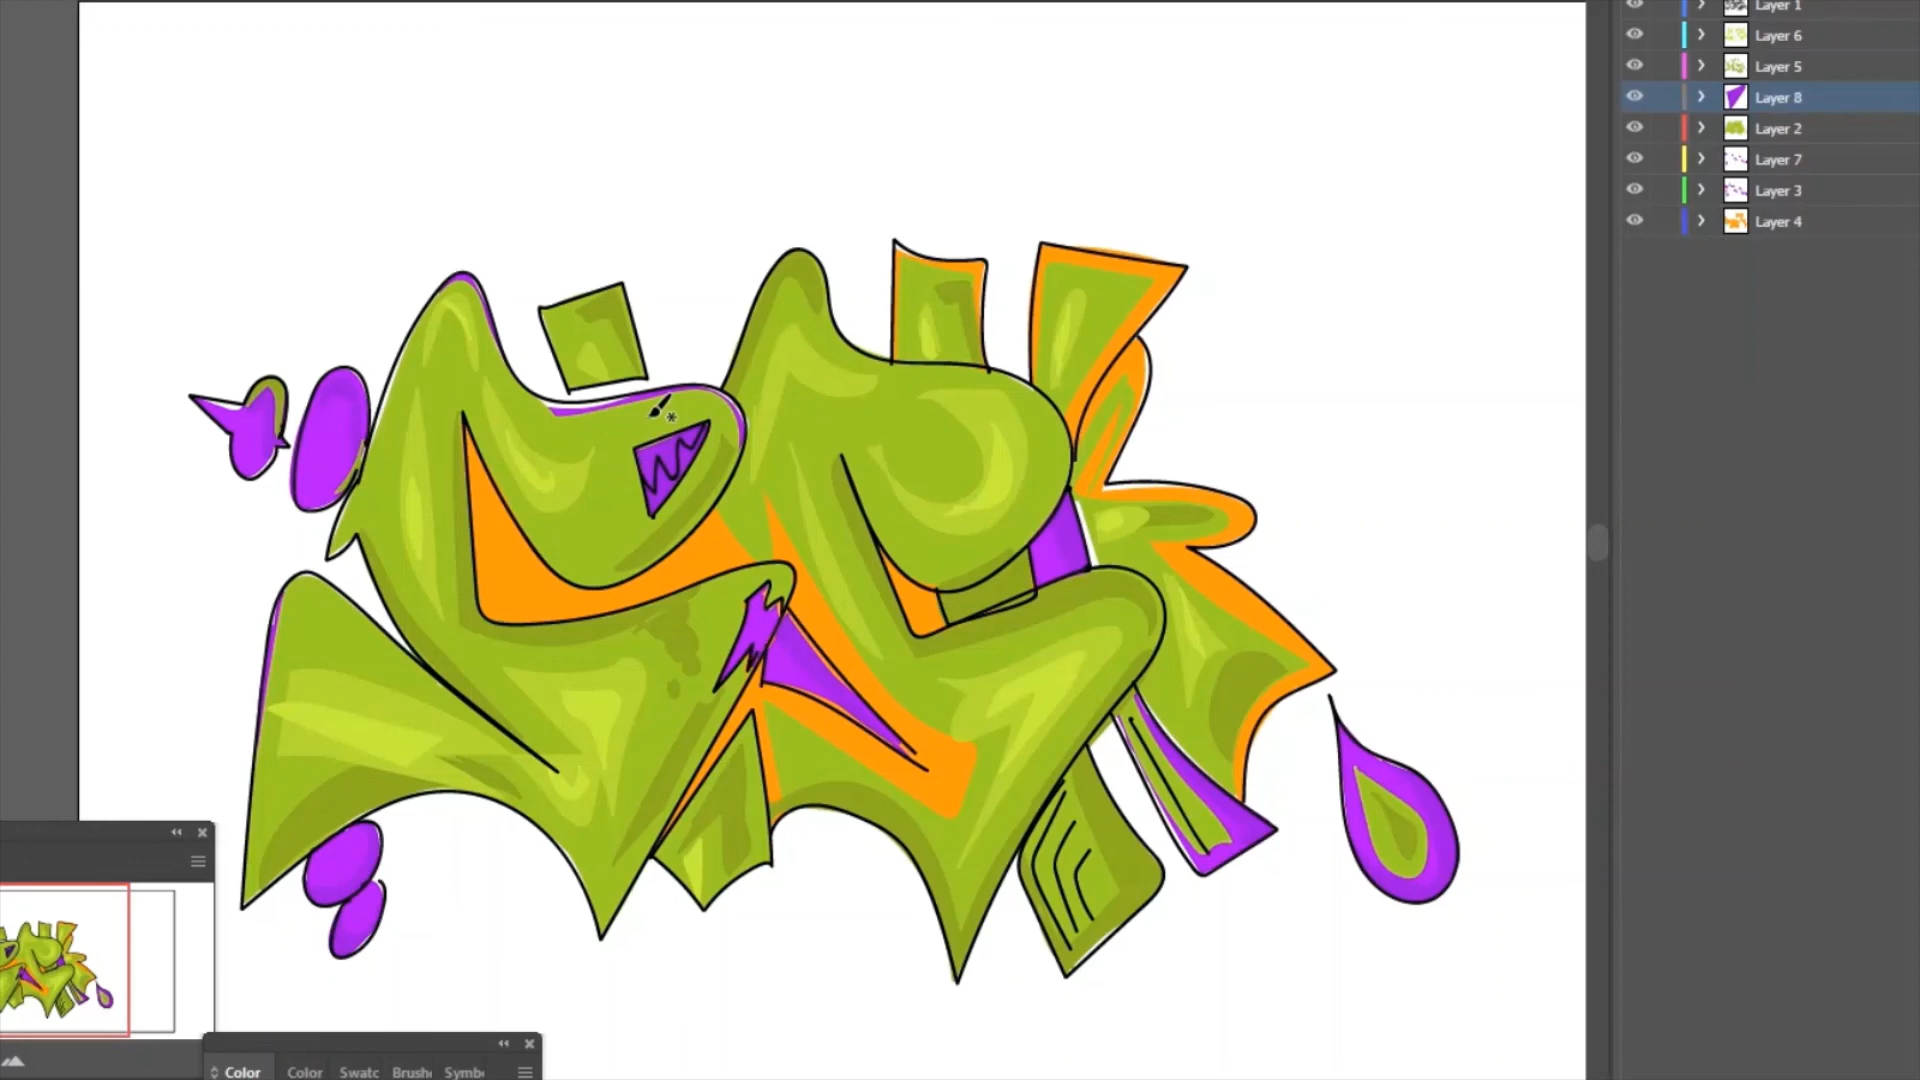 Layer 1
Layer 6
Layer 5
Layer 8
Layer 2
Layer 7
Layer 3
Layer 4
Color Color Swatc Brushe Symb